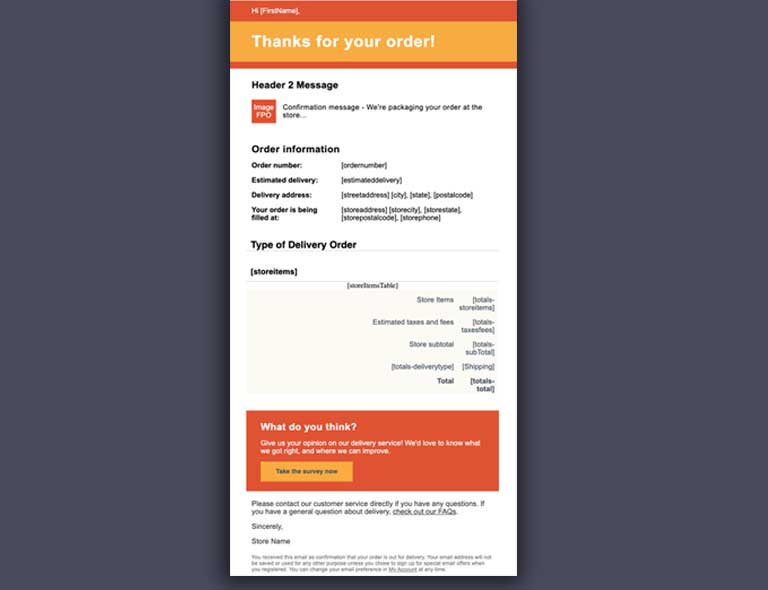 Hi [FirstName],
Thanks for your order!
Header 2 Message
Image
FPO
Confirmation message - We're packaging your order at the
store...
Order information
Order number: [ordernumber]
Estimated delivery: [estimateddelivery]
Delivery address: [streetaddress] [city], [state], [postalcode]
Your order is being [storeaddress] [storecity], [storestate],
filled at: [storepostalcode], [storephone]
Type of Delivery Order
[storeitems]
[storeItemsTable]
Store Items [totals-
storeitems]
Estimated taxes and fees [totals-
taxesfees]
Store subtotal [totals-
subTotal]
[totals-deliverytype] [Shipping]
Total [totals-
total]
What do you think?
Give us your opinion on our delivery service! We'd love to know what
we got right, and where we can improve.
Take the survey now
Please contact our customer service directly if you have any questions. If
you have a general question about delivery, check out our FAQs.
Sincerely,
Store Name
You received this email as confirmation that your order is out for delivery. Your email address will not
be saved or used for any other purpose unless you chose to sign up for special email offers when
you registered. You can change your email preference in My Account at any time.